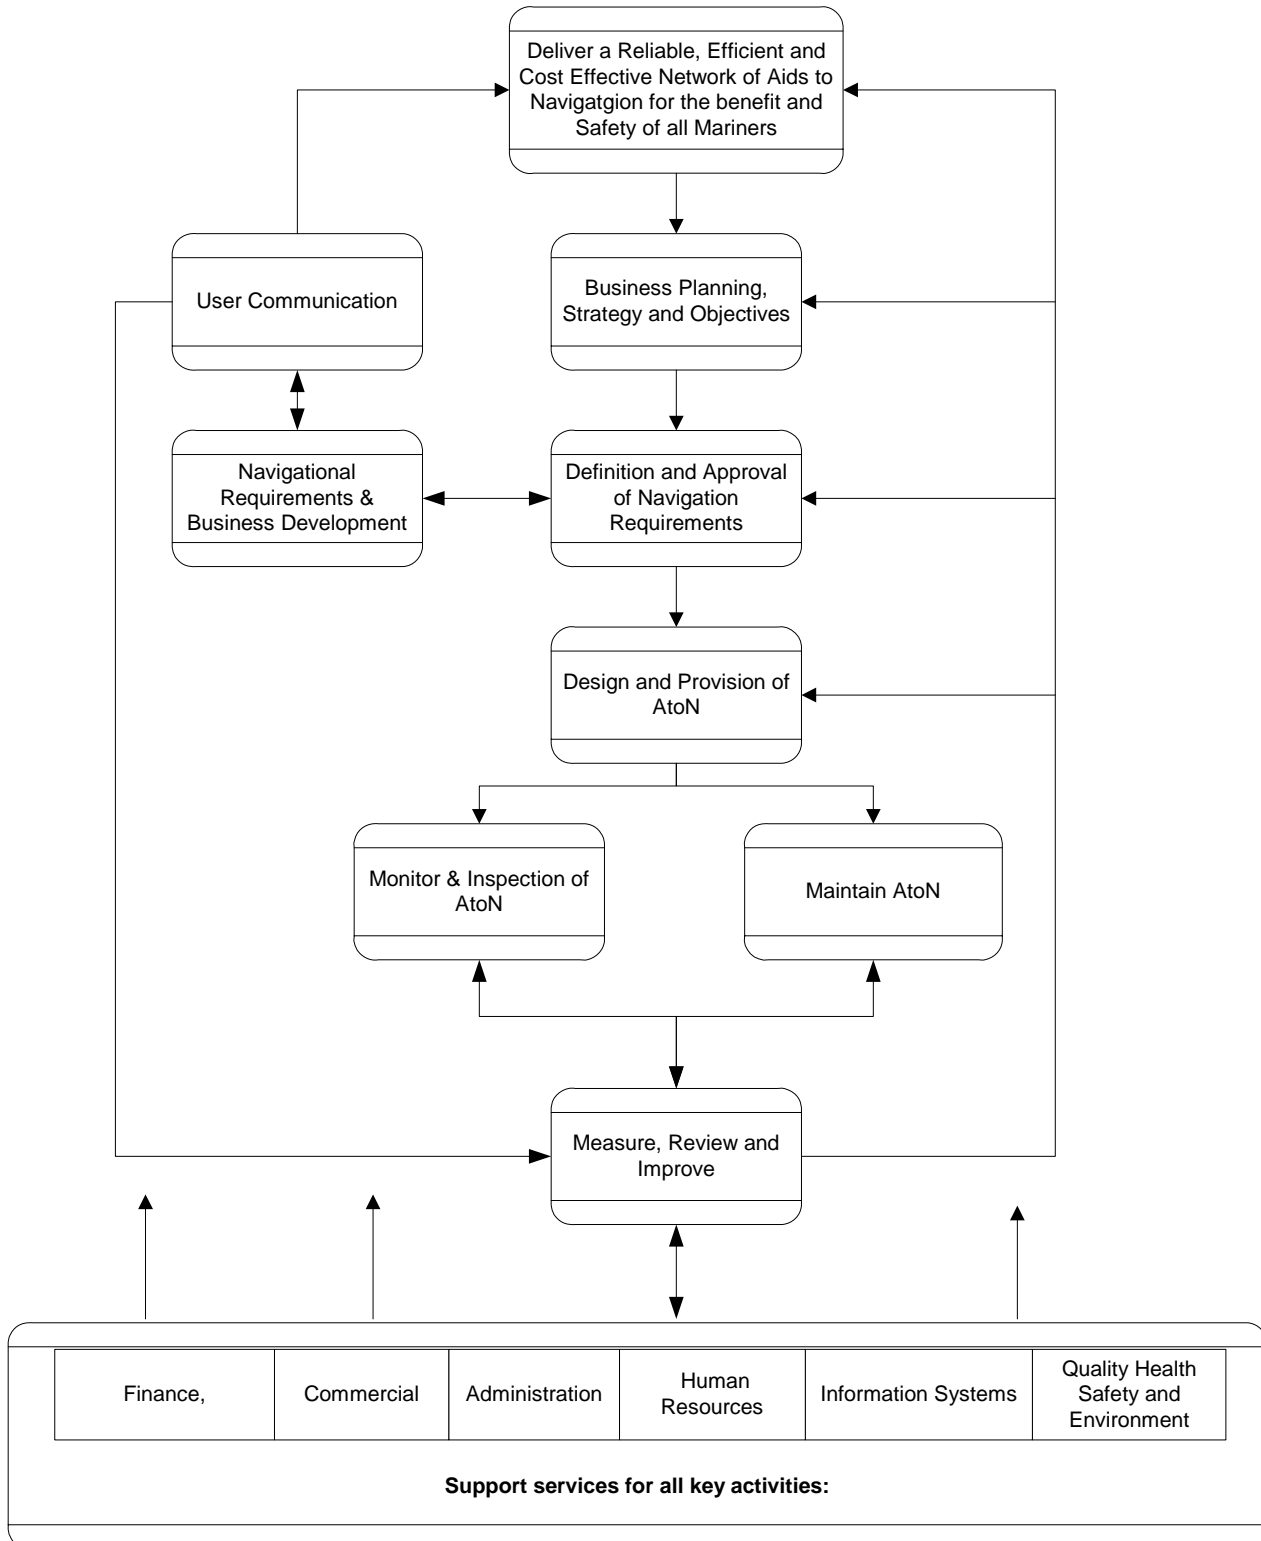 Deliver a Reliable, Efficient and
Cost Effective Network of Aids to
Navigatgion for the benefit and
Safety of all Mariners
User Communication
Business Planning,
Strategy and Objectives
Navigational
Requirements &
Business Development
Definition and Approval
of Navigation
Requirements
Design and Provision of
AtoN
Monitor & Inspection of
AtoN
Maintain AtoN
Measure, Review and
Improve
Finance,
Commercial
Administration
Human
Resources
Information Systems
Quality Health
Safety and
Environment
Support services for all key activities: